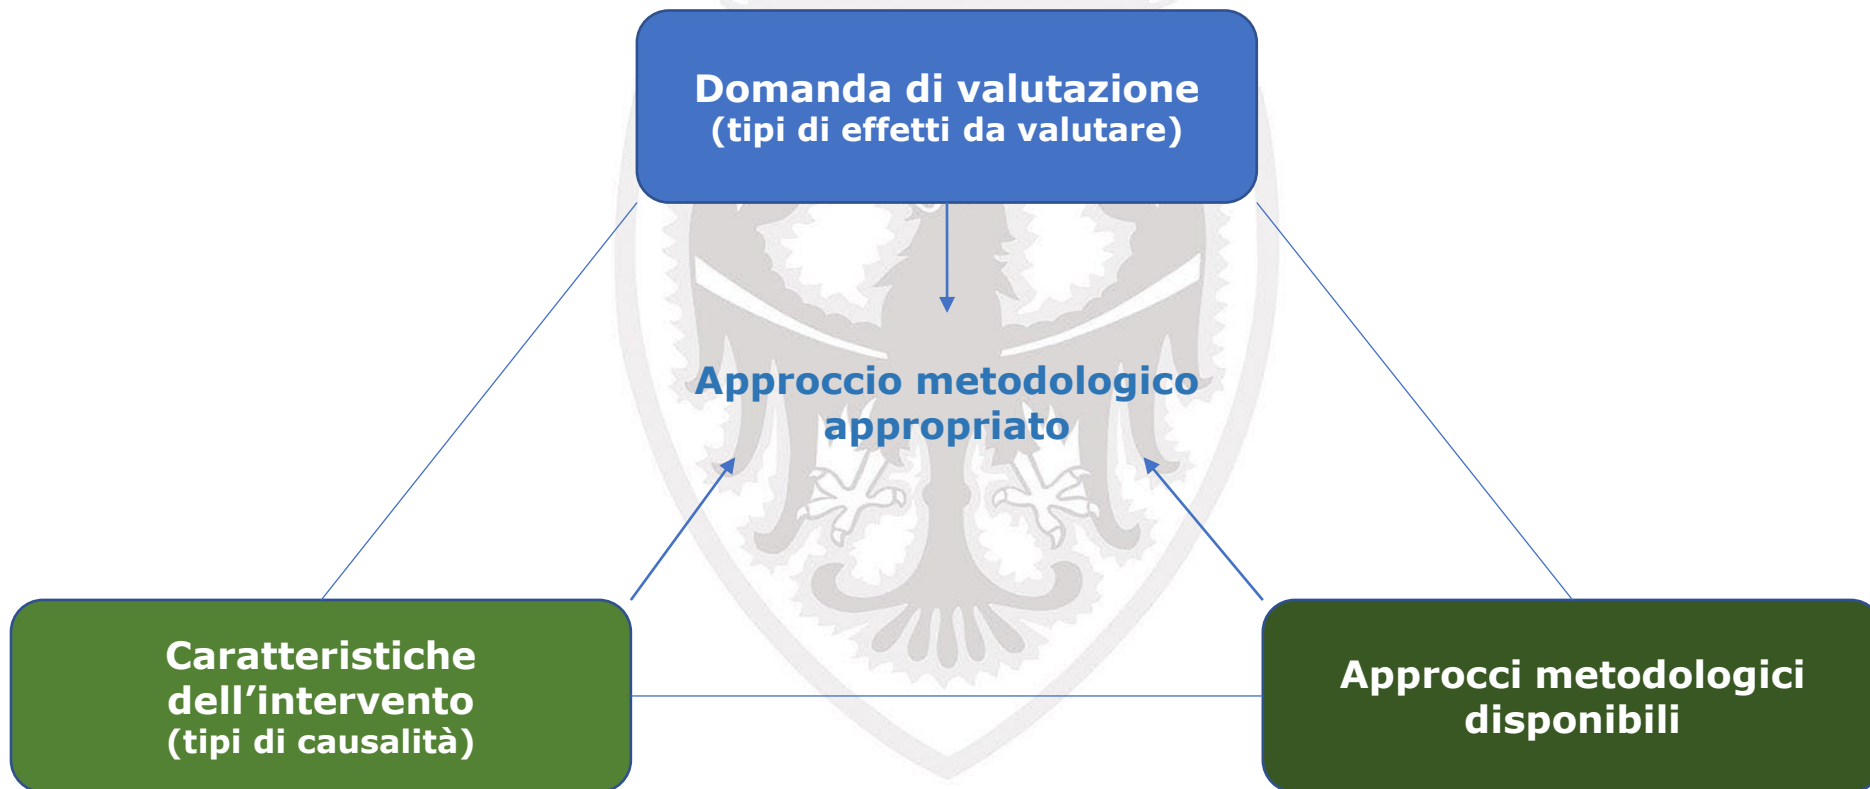 Domanda di valutazione
(tipi di effetti da valutare)
Approccio metodologico
appropriato
Caratteristiche
dell’intervento
(tipi di causalità)
Approcci metodologici
disponibili